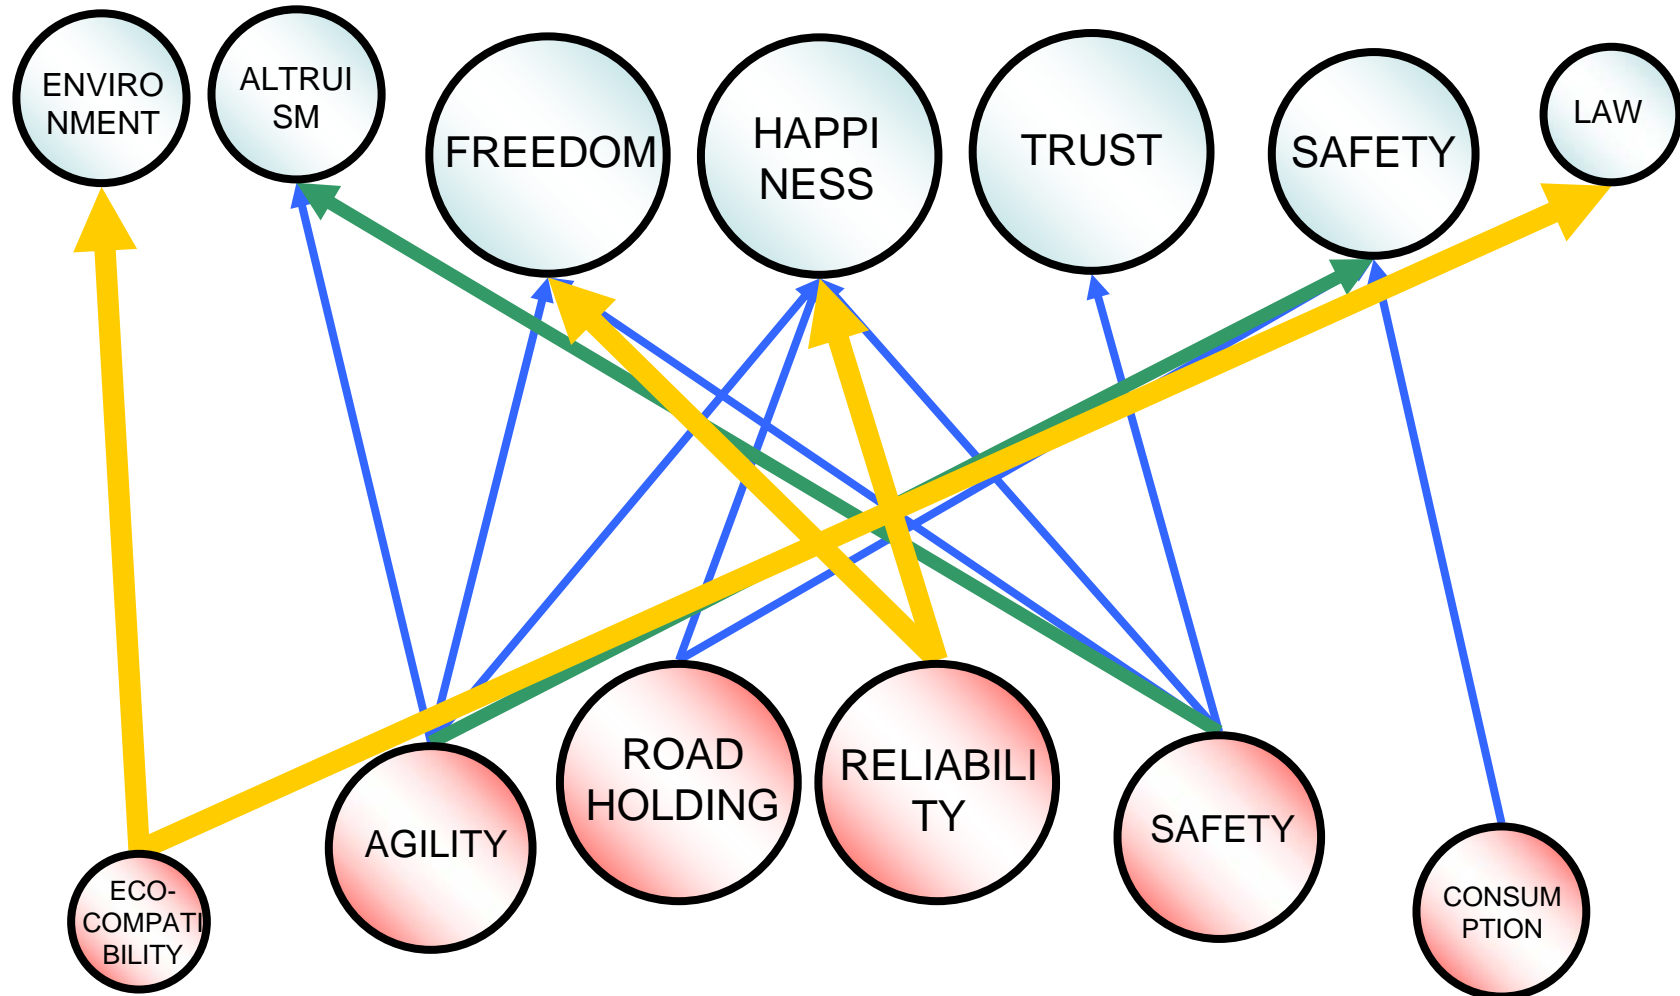 ENVIRO
NMENT
ALTRUI
SM
FREEDOM
HAPPI
NESS
TRUST
SAFETY
LAW
ECO-
COMPATI
BILITY
AGILITY
ROAD
HOLDING
RELIABILI
TY
SAFETY
CONSUM
PTION